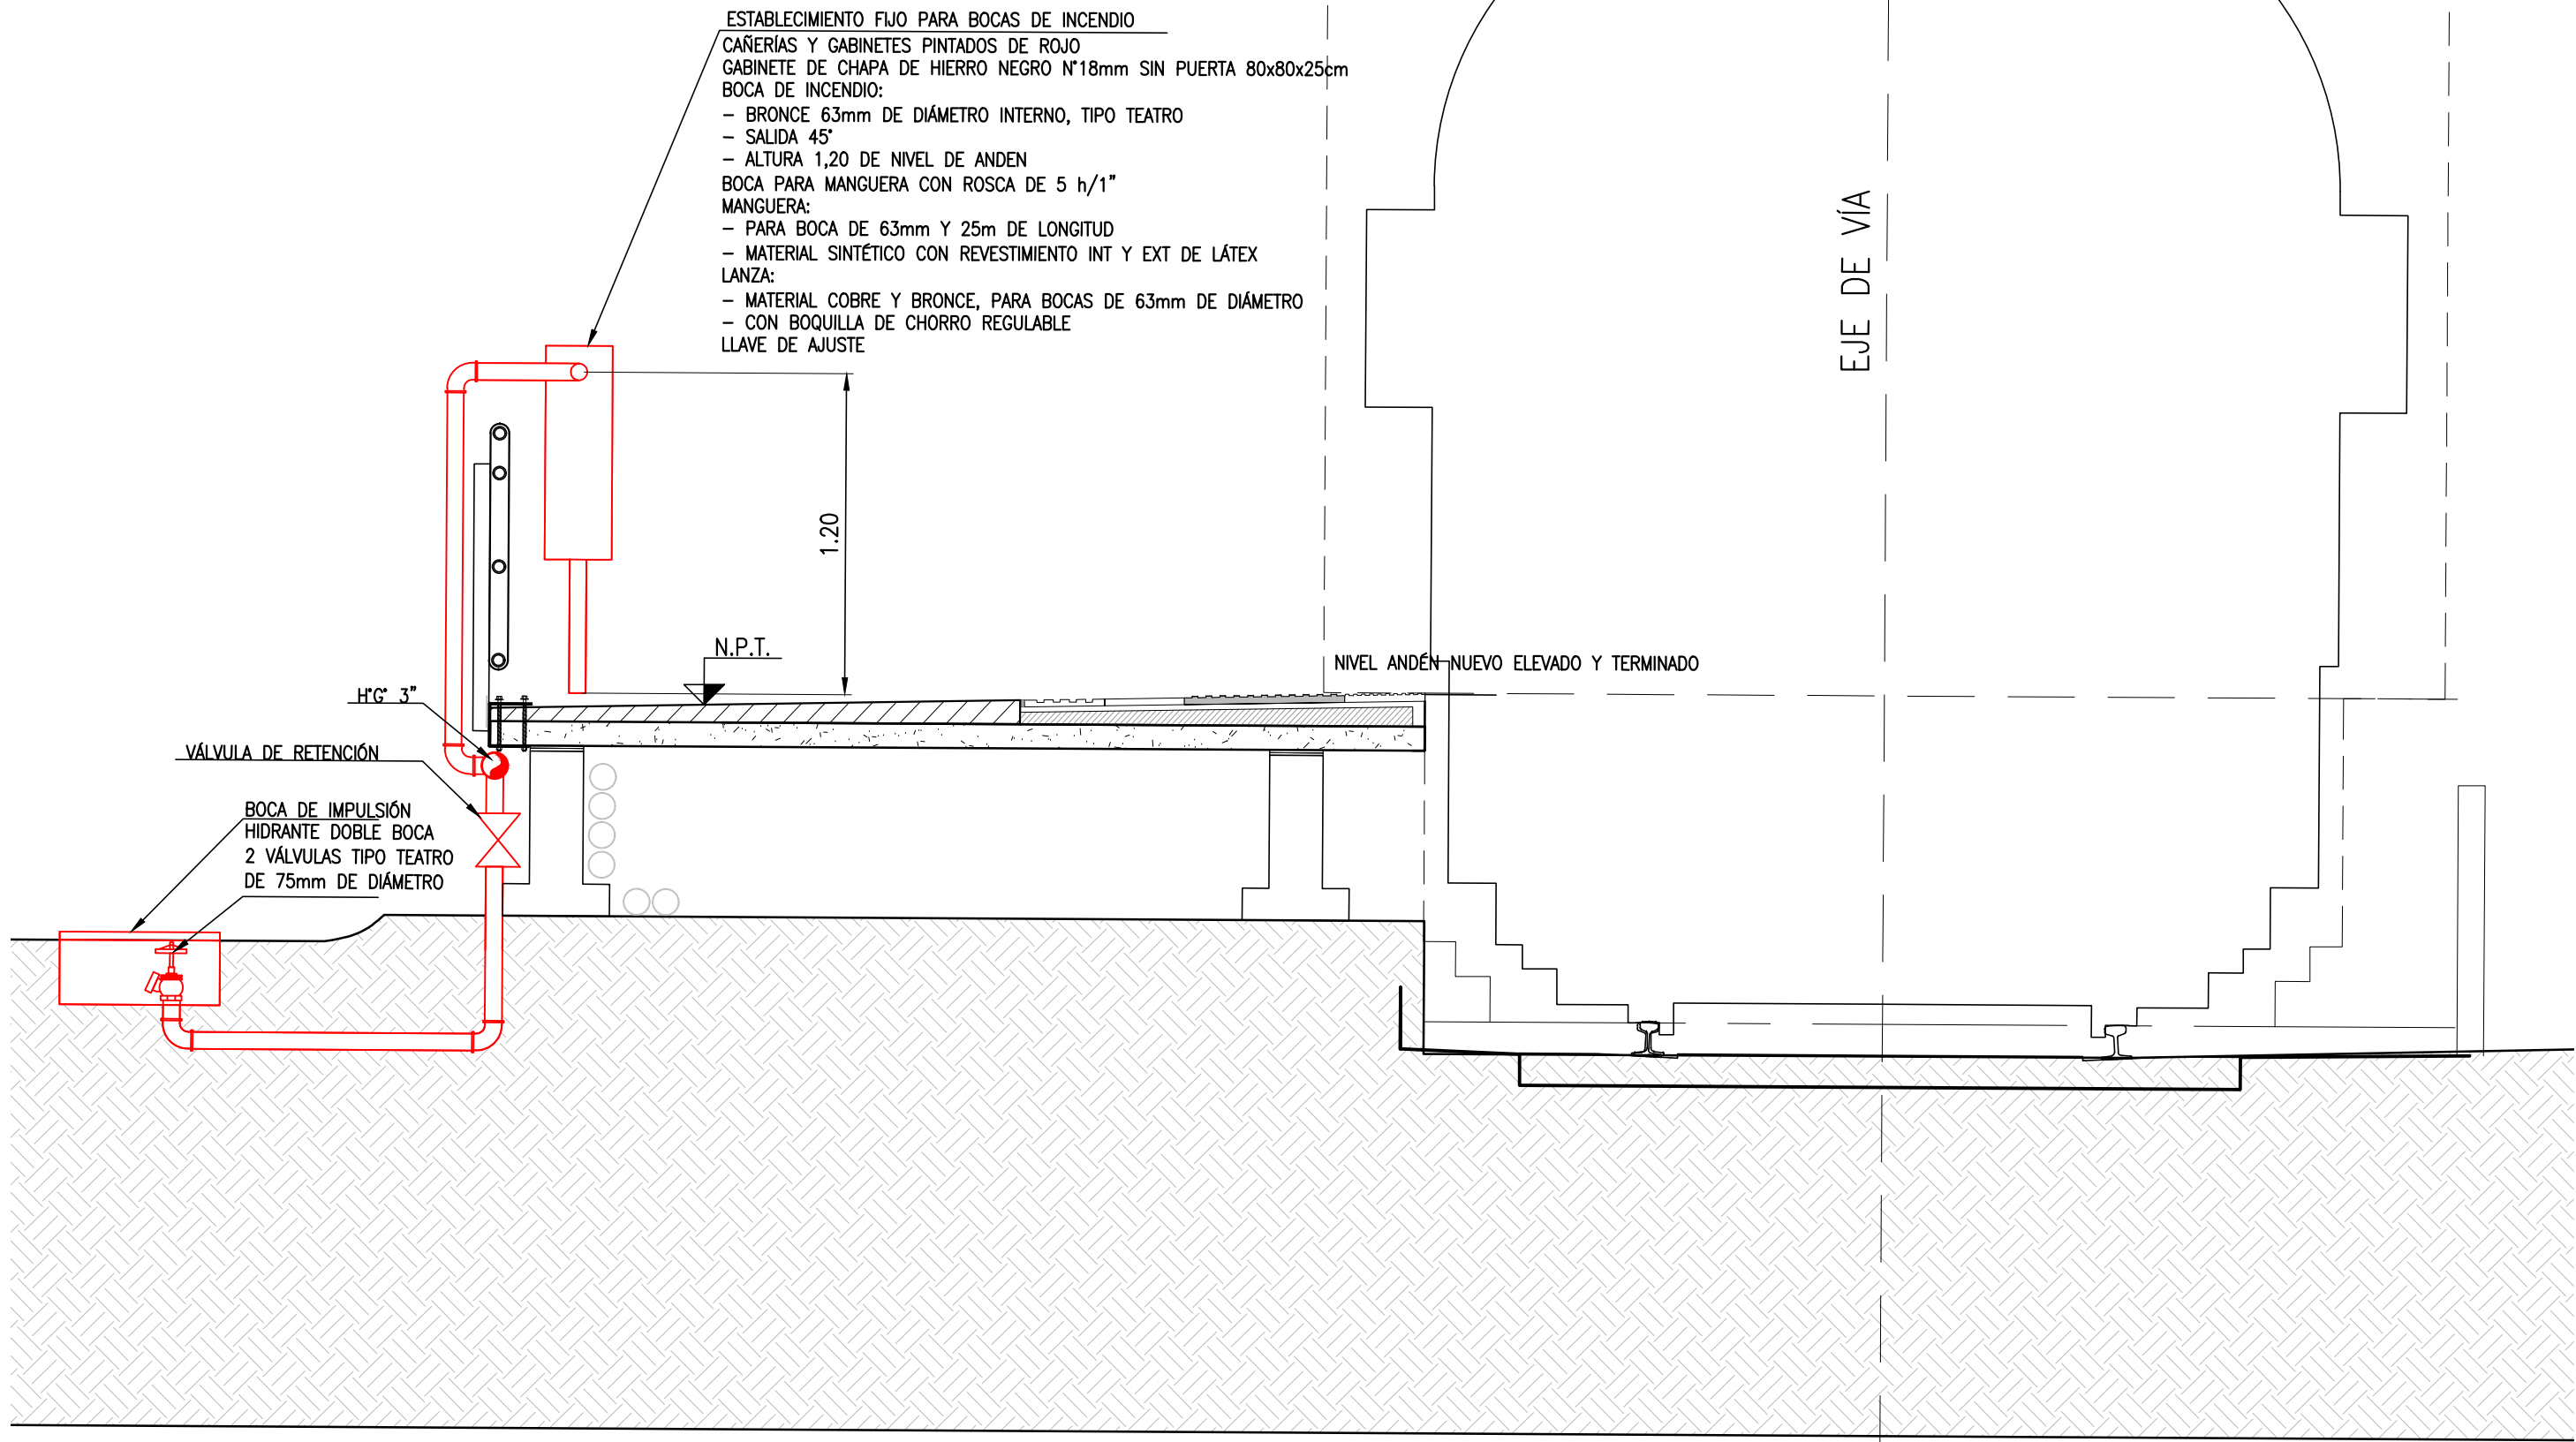 ESTABLECIMIENTO FIJO PARA BOCAS DE INCENDIO
CAÑERÍAS Y GABINETES PINTADOS DE ROJO
GABINETE DE CHAPA DE HIERRO NEGRO N°18mm SIN PUERTA 80x80x25cm
BOCA DE INCENDIO:
– BRONCE 63mm DE DIÁMETRO INTERNO, TIPO TEATRO
– SALIDA 45°
– ALTURA 1,20 DE NIVEL DE ANDEN
BOCA PARA MANGUERA CON ROSCA DE 5 h/1"
MANGUERA:
– PARA BOCA DE 63mm Y 25m DE LONGITUD
– MATERIAL SINTÉTICO CON REVESTIMIENTO INT Y EXT DE LÁTEX
LANZA:
– MATERIAL COBRE Y BRONCE, PARA BOCAS DE 63mm DE DIÁMETRO
– CON BOQUILLA DE CHORRO REGULABLE
LLAVE DE AJUSTE
EJE DE VÍA
1.20
N.P.T.
NIVEL ANDÉN NUEVO ELEVADO Y TERMINADO
H°G° 3"
VÁLVULA DE RETENCIÓN
BOCA DE IMPULSIÓN
HIDRANTE DOBLE BOCA
2 VÁLVULAS TIPO TEATRO
DE 75mm DE DIÁMETRO